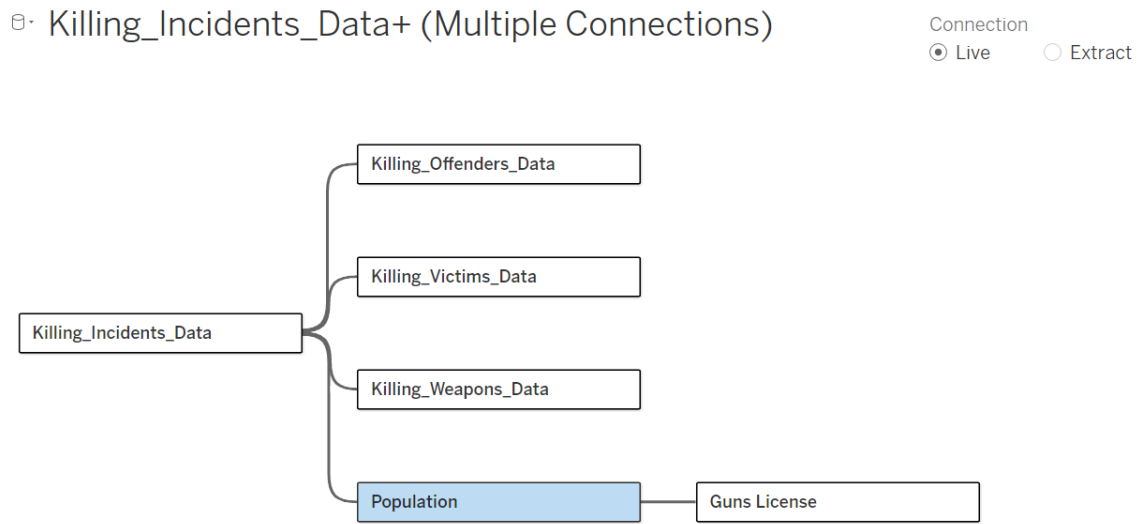 Killing_Incidents_Data+ (Multiple Connections)
Connection
Live Extract
Killing_Offenders_Data
Killing_Victims_Data
Killing_Incidents_Data
Killing_Weapons_Data
Population Guns License